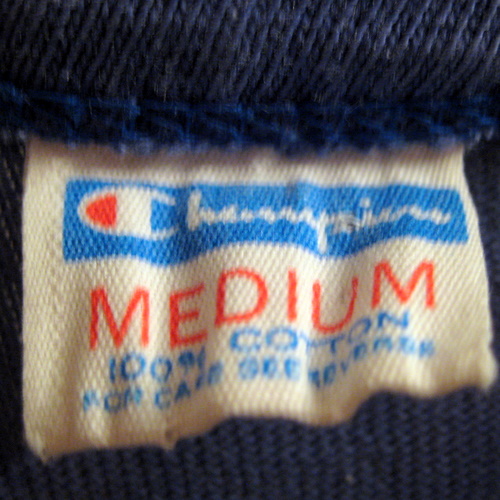 Champion
MEDIUM
100% COTTON
FOR CARE SEE REVERSE